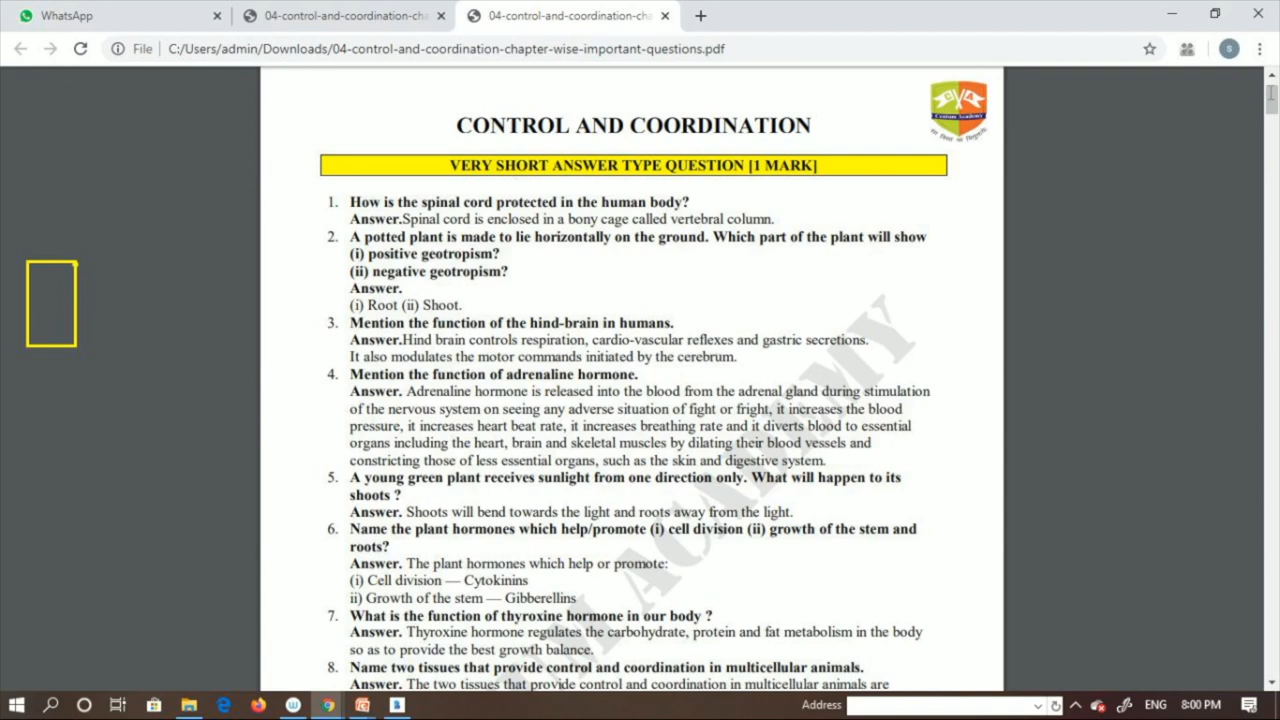 WhatsApp
04-control-and-coordination-cha
04-control-and-coordination-cha
File
C:/Users/admin/Downloads/04-control-and-coordination-chapter-wise-important-questions.pdf
S
CONTROL AND COORDINATION
VERY SHORT ANSWER TYPE QUESTION [1 MARK]
1. How is the spinal cord protected in the human body?
Answer.Spinal cord is enclosed in a bony cage called vertebral column.
2. A potted plant is made to lie horizontally on the ground. Which part of the plant will show
(i) positive geotropism?
(ii) negative geotropism?
Answer.
(i) Root (ii) Shoot.
3. Mention the function of the hind-brain in humans.
Answer.Hind brain controls respiration, cardio-vascular reflexes and gastric secretions.
It also modulates the motor commands initiated by the cerebrum.
4. Mention the function of adrenaline hormone.
Answer. Adrenaline hormone is released into the blood from the adrenal gland during stimulation
of the nervous system on seeing any adverse situation of fight or fright, it increases the blood
pressure, it increases heart beat rate, it increases breathing rate and it diverts blood to essential
organs including the heart, brain and skeletal muscles by dilating their blood vessels and
constricting those of less essential organs, such as the skin and digestive system.
5. A young green plant receives sunlight from one direction only. What will happen to its
shoots ?
Answer. Shoots will bend towards the light and roots away from the light.
6. Name the plant hormones which help/promote (i) cell division (ii) growth of the stem and
roots?
Answer. The plant hormones which help or promote:
(i) Cell division — Cytokinins
ii) Growth of the stem — Gibberellins
7. What is the function of thyroxine hormone in our body ?
Answer. Thyroxine hormone regulates the carbohydrate, protein and fat metabolism in the body
so as to provide the best growth balance.
8. Name two tissues that provide control and coordination in multicellular animals.
Answer. The two tissues that provide control and coordination in multicellular animals are
ACADEMY
Address
ENG
8:00 PM